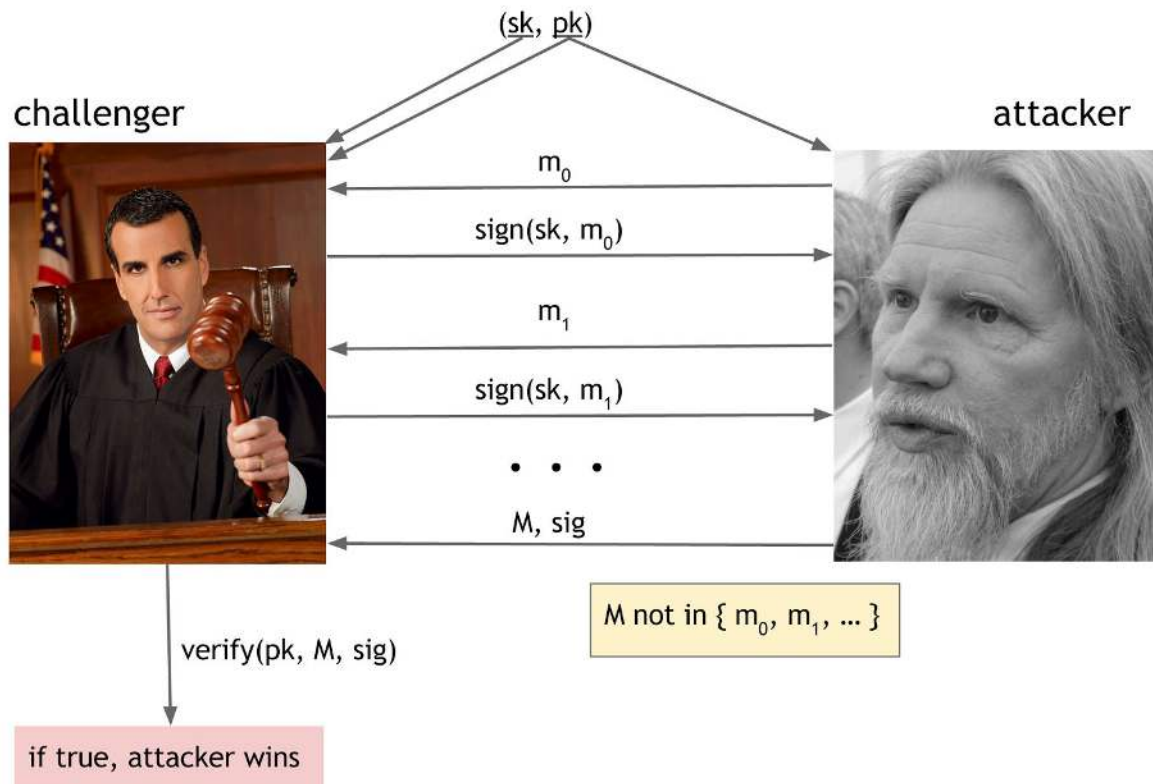 (sk, pk)
challenger
attacker
m₀
sign(sk, m₀)
m₁
sign(sk, m₁)
. . .
M, sig
M not in { m₀, m₁, ... }
verify(pk, M, sig)
if true, attacker wins